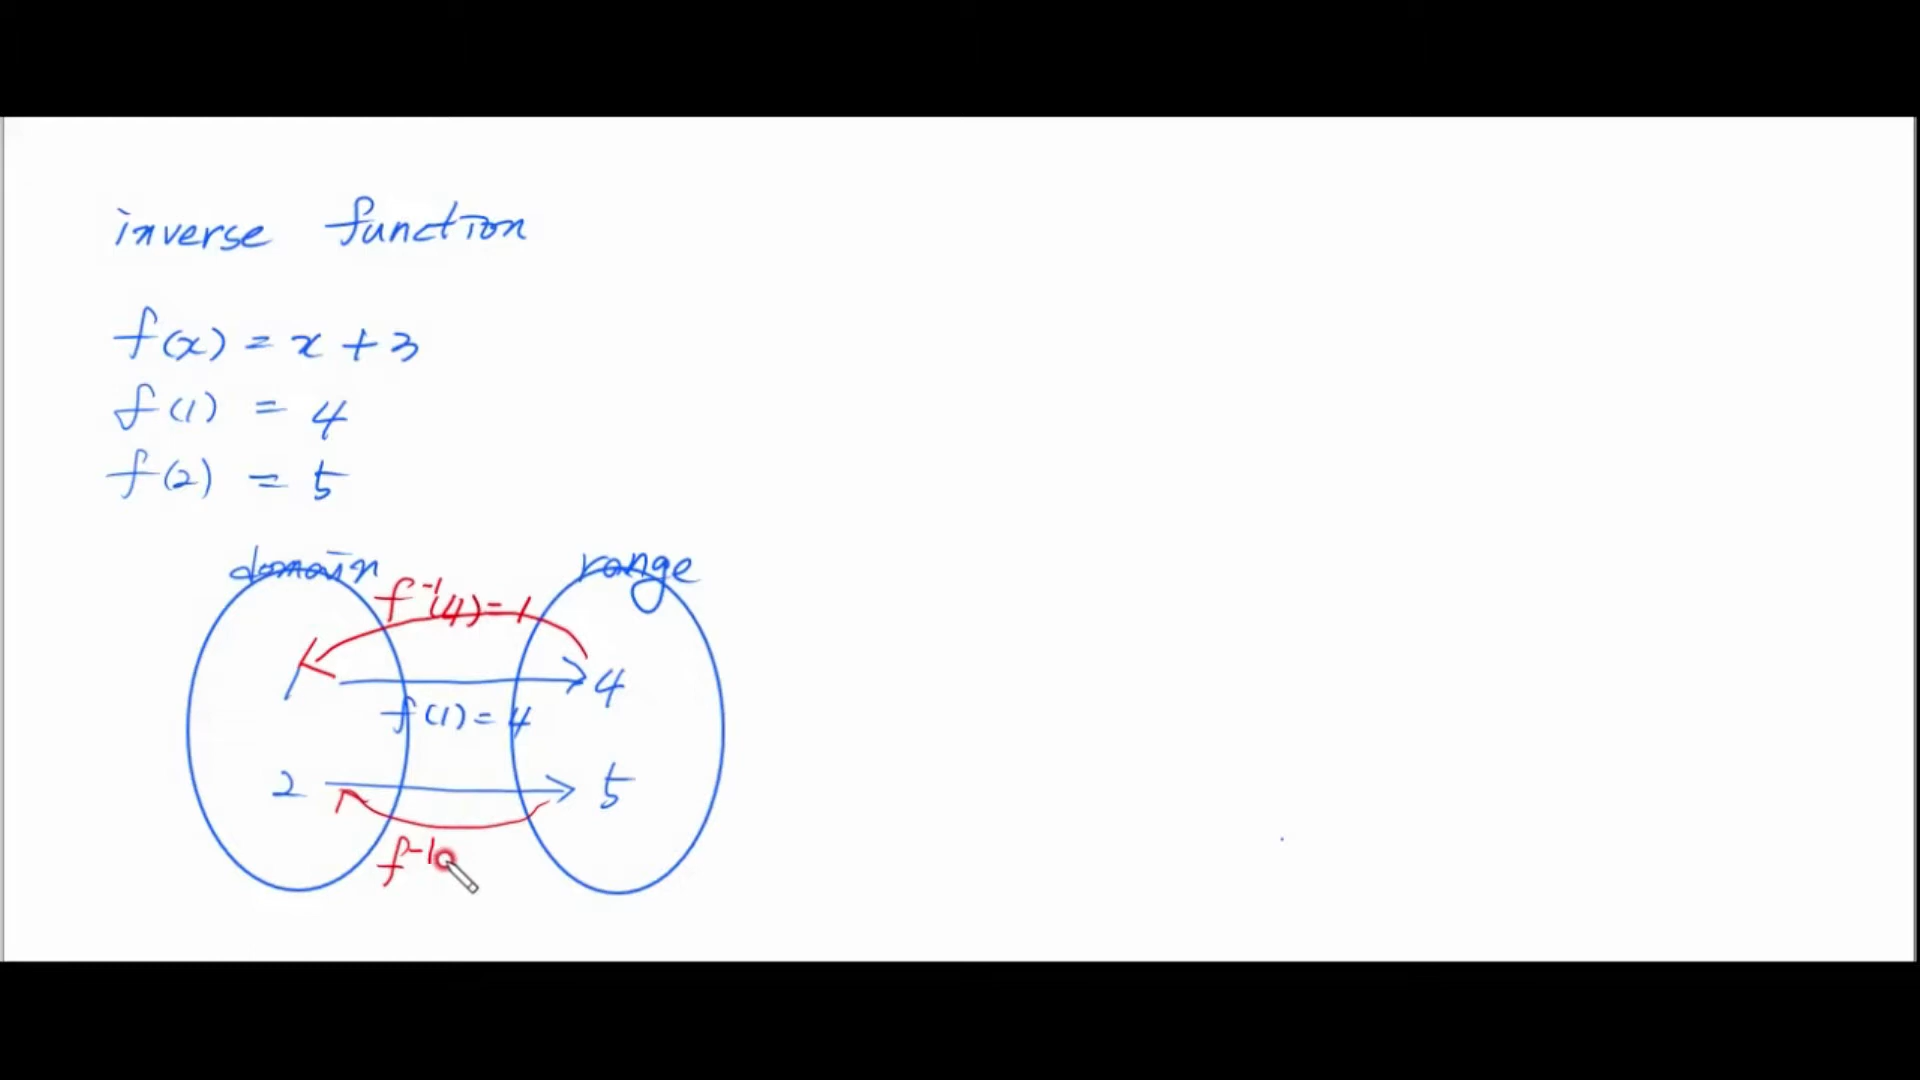 inverse function
f(x) = x + 3
f(1) = 4
f(2) = 5
domain range
f⁻¹(4) = 1
1 4
f(1) = 4
2 5
f⁻¹